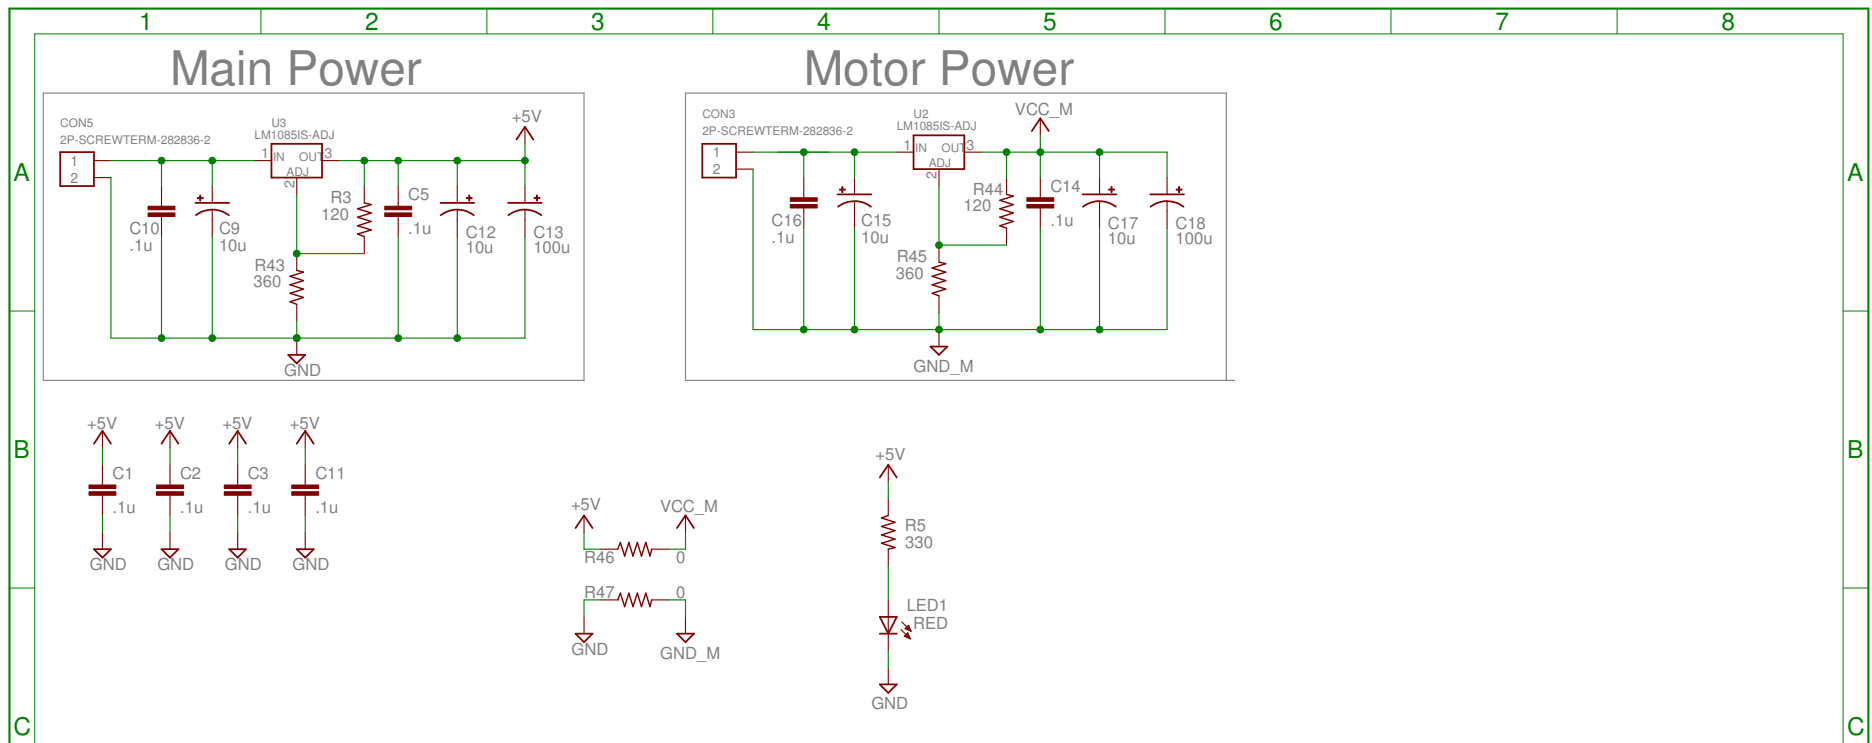 1 2 3 4 5 6 7 8
A A
B B
C C
Main Power
CON5
2P-SCREWTERM-282836-2
1
2
U3
LM1085IS-ADJ
1 IN OUT 3
ADJ
2
+5V
C10
.1u
C9
10u
R3
120
C5
.1u
C12
10u
C13
100u
R43
360
GND
Motor Power
CON3
2P-SCREWTERM-282836-2
1
2
U2
LM1085IS-ADJ
1 IN OUT 3
ADJ
2
VCC_M
C16
.1u
C15
10u
R44
120
C14
.1u
C17
10u
C18
100u
R45
360
GND_M
+5V +5V +5V +5V
C1 C2 C3 C11
.1u .1u .1u .1u
GND GND GND GND
+5V VCC_M
R46 0
R47 0
GND GND_M
+5V
R5
330
LED1
RED
GND